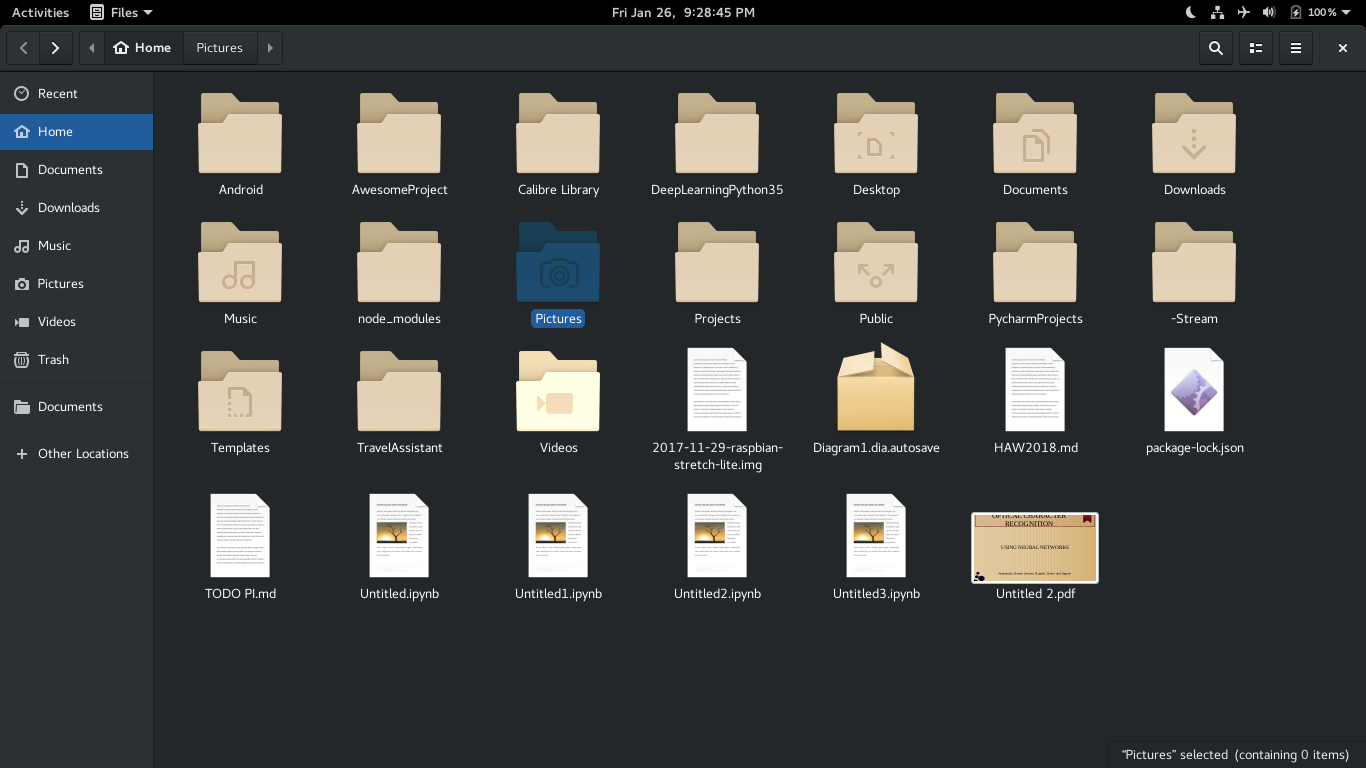 Activities Files Fri Jan 26, 9:28:45 PM 100%
Home Pictures
Recent
Home
Documents
Downloads
Music
Pictures
Videos
Trash
Documents
Other Locations
Android AwesomeProject Calibre Library DeepLearningPython35 Desktop Documents Downloads
Music node_modules Pictures Projects Public PycharmProjects -Stream
Templates TravelAssistant Videos 2017-11-29-raspbian- Diagram1.dia.autosave HAW2018.md package-lock.json
stretch-lite.img
OPTICAL CHARACTER
RECOGNITION
USING NEURAL NETWORKS
TODO PI.md Untitled.ipynb Untitled1.ipynb Untitled2.ipynb Untitled3.ipynb Untitled 2.pdf
“Pictures” selected (containing 0 items)